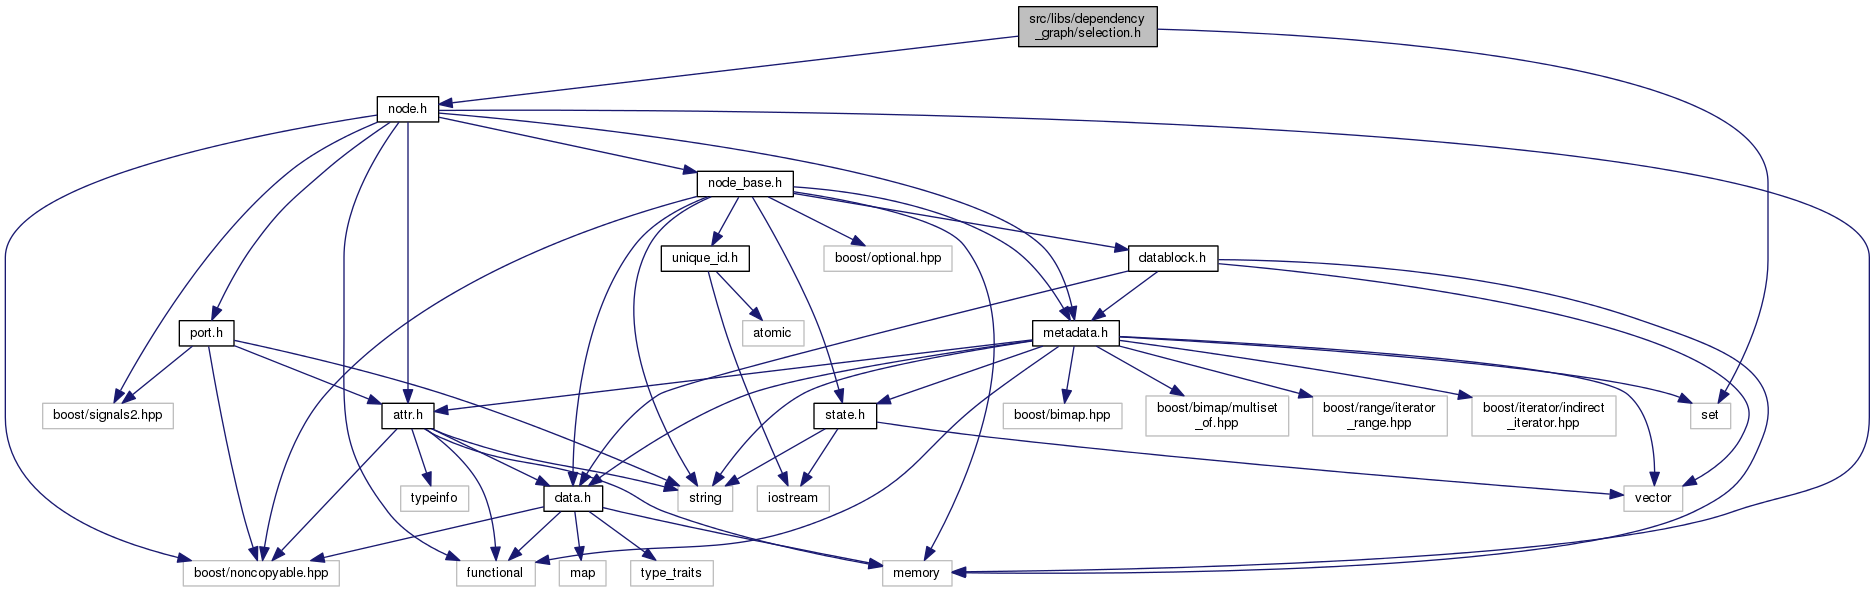 src/libs/dependency
_graph/selection.h
node.h
node_base.h
unique_id.h
boost/optional.hpp
datablock.h
port.h
atomic
metadata.h
boost/signals2.hpp
attr.h
state.h
boost/bimap.hpp
boost/bimap/multiset
_of.hpp
boost/range/iterator
_range.hpp
boost/iterator/indirect
_iterator.hpp
set
typeinfo
data.h
string
iostream
vector
boost/noncopyable.hpp
functional
map
type_traits
memory